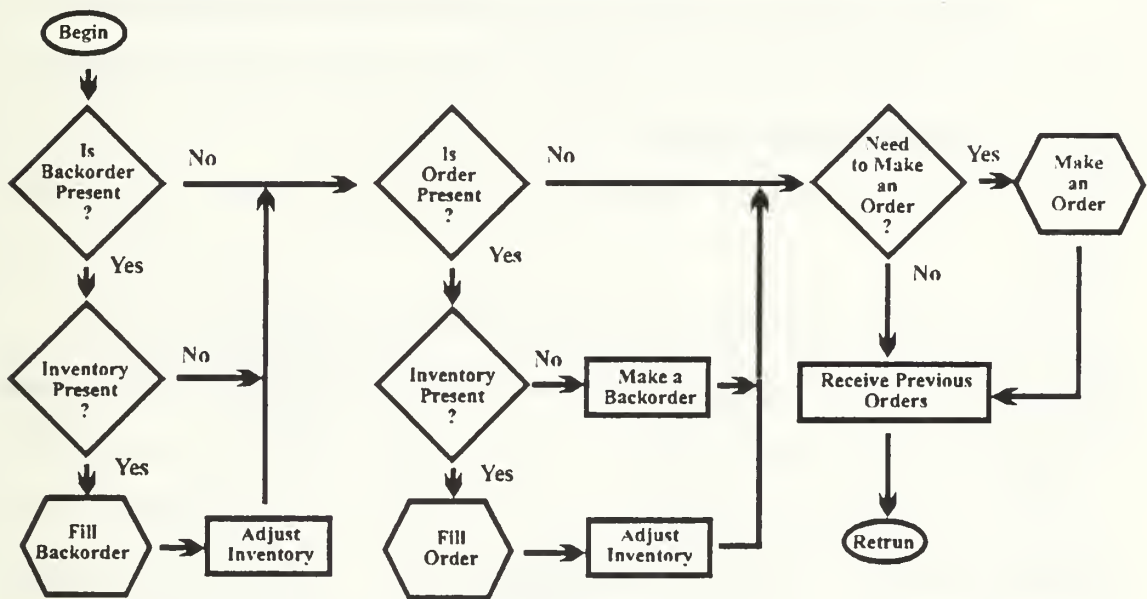 Begin
Is
Backorder
Present
?
No
Yes
Inventory
Present
?
No
Yes
Fill
Backorder
Adjust
Inventory
Is
Order
Present
?
No
Yes
Inventory
Present
?
No
Make a
Backorder
Yes
Fill
Order
Adjust
Inventory
Need
to Make
an
Order
?
Yes
Make
an
Order
No
Receive Previous
Orders
Retrun